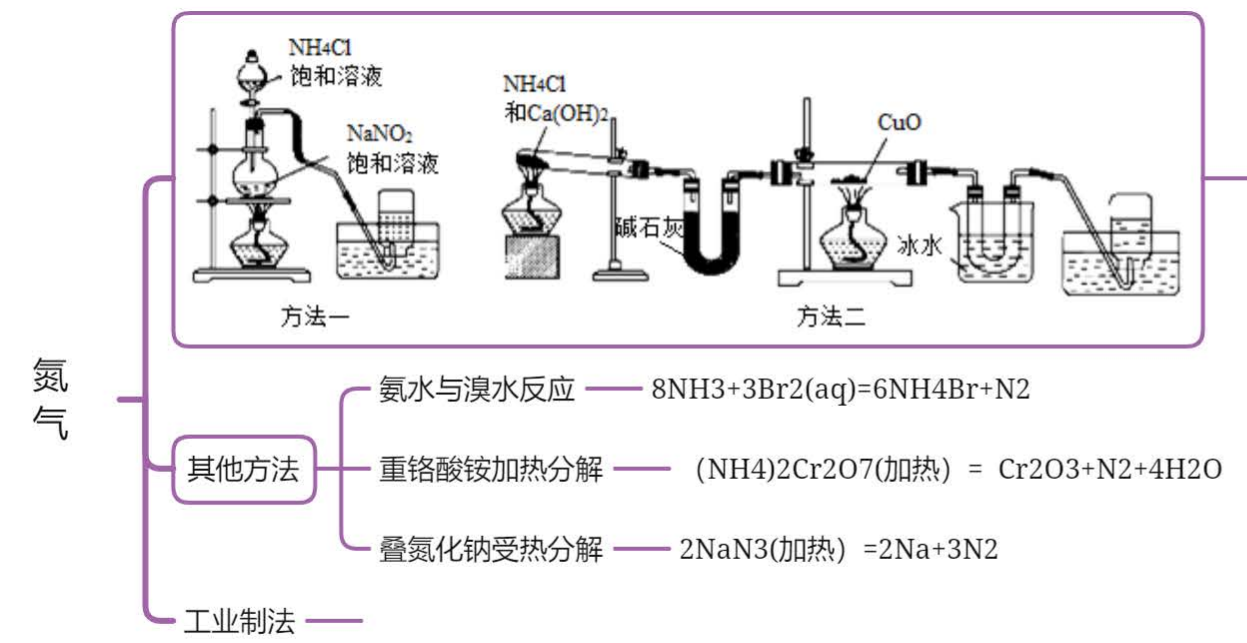 氮
气
NH4Cl
饱和溶液
NaNO2
饱和溶液
方法一
NH4Cl
和Ca(OH)2
碱石灰
CuO
冰水
方法二
其他方法
氨水与溴水反应
8NH3+3Br2(aq)=6NH4Br+N2
重铬酸铵加热分解
（NH4)2Cr2O7(加热）= Cr2O3+N2+4H2O
叠氮化钠受热分解
2NaN3(加热）=2Na+3N2
工业制法